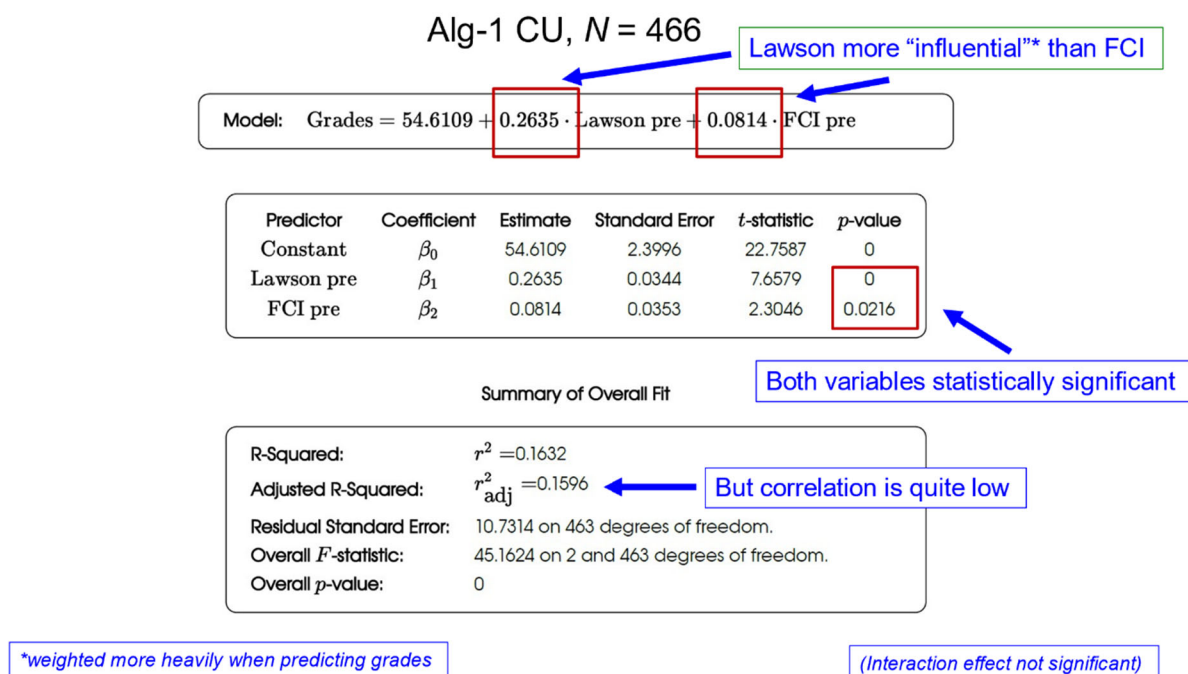 Alg-1 CU, N = 466
Lawson more “influential”* than FCI
Model: Grades = 54.6109 + 0.2635 · Lawson pre + 0.0814 · FCI pre
Predictor Coefficient Estimate Standard Error t-statistic p-value
Constant β₀ 54.6109 2.3996 22.7587 0
Lawson pre β₁ 0.2635 0.0344 7.6579 0
FCI pre β₂ 0.0814 0.0353 2.3046 0.0216
Both variables statistically significant
Summary of Overall Fit
R-Squared: r² =0.1632
Adjusted R-Squared: r²adj =0.1596
But correlation is quite low
Residual Standard Error: 10.7314 on 463 degrees of freedom.
Overall F-statistic: 45.1624 on 2 and 463 degrees of freedom.
Overall p-value: 0
*weighted more heavily when predicting grades
(Interaction effect not significant)